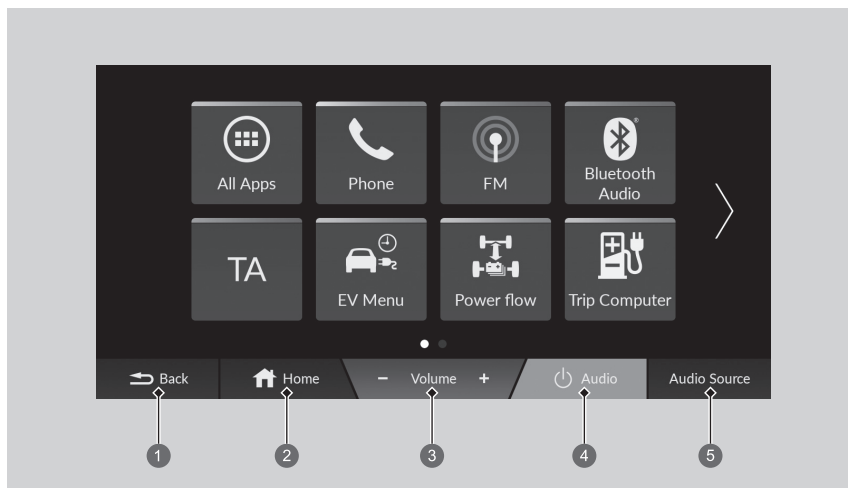 All Apps
Phone
FM
Bluetooth
Audio
®
TA
EV Menu
Power flow
Trip Computer
Back
Home
– Volume +
Audio
Audio Source
1
2
3
4
5